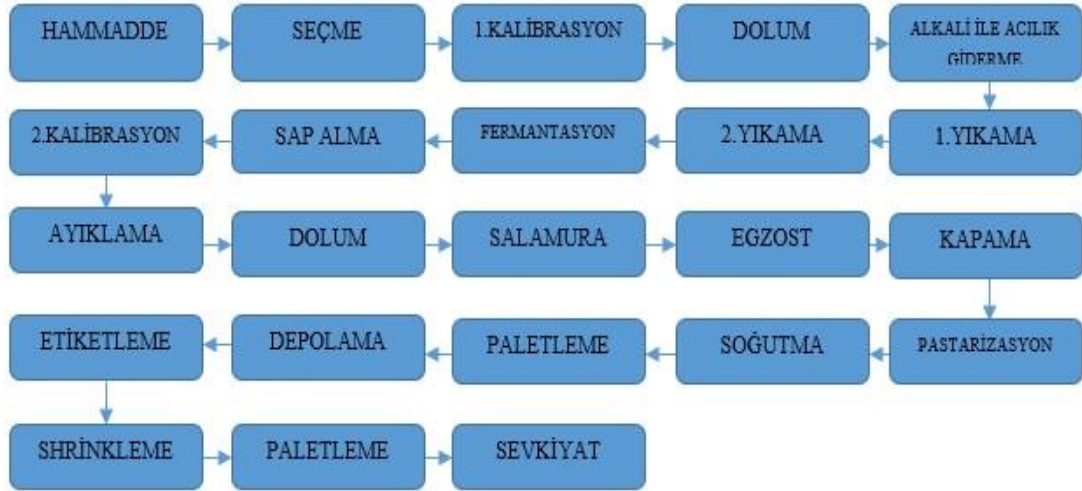 HAMMADDE
SEÇME
1.KALİBRASYON
DOLUM
ALKALİ İLE ACILIK
GİDERME
2.KALİBRASYON
SAP ALMA
FERMANTASYON
2.YIKAMA
1.YIKAMA
AYIKLAMA
DOLUM
SALAMURA
EGZOST
KAPAMA
ETİKETLEME
DEPOLAMA
PALETLEME
SOĞUTMA
PASTARİZASYON
SHRİNKLEME
PALETLEME
SEVKİYAT